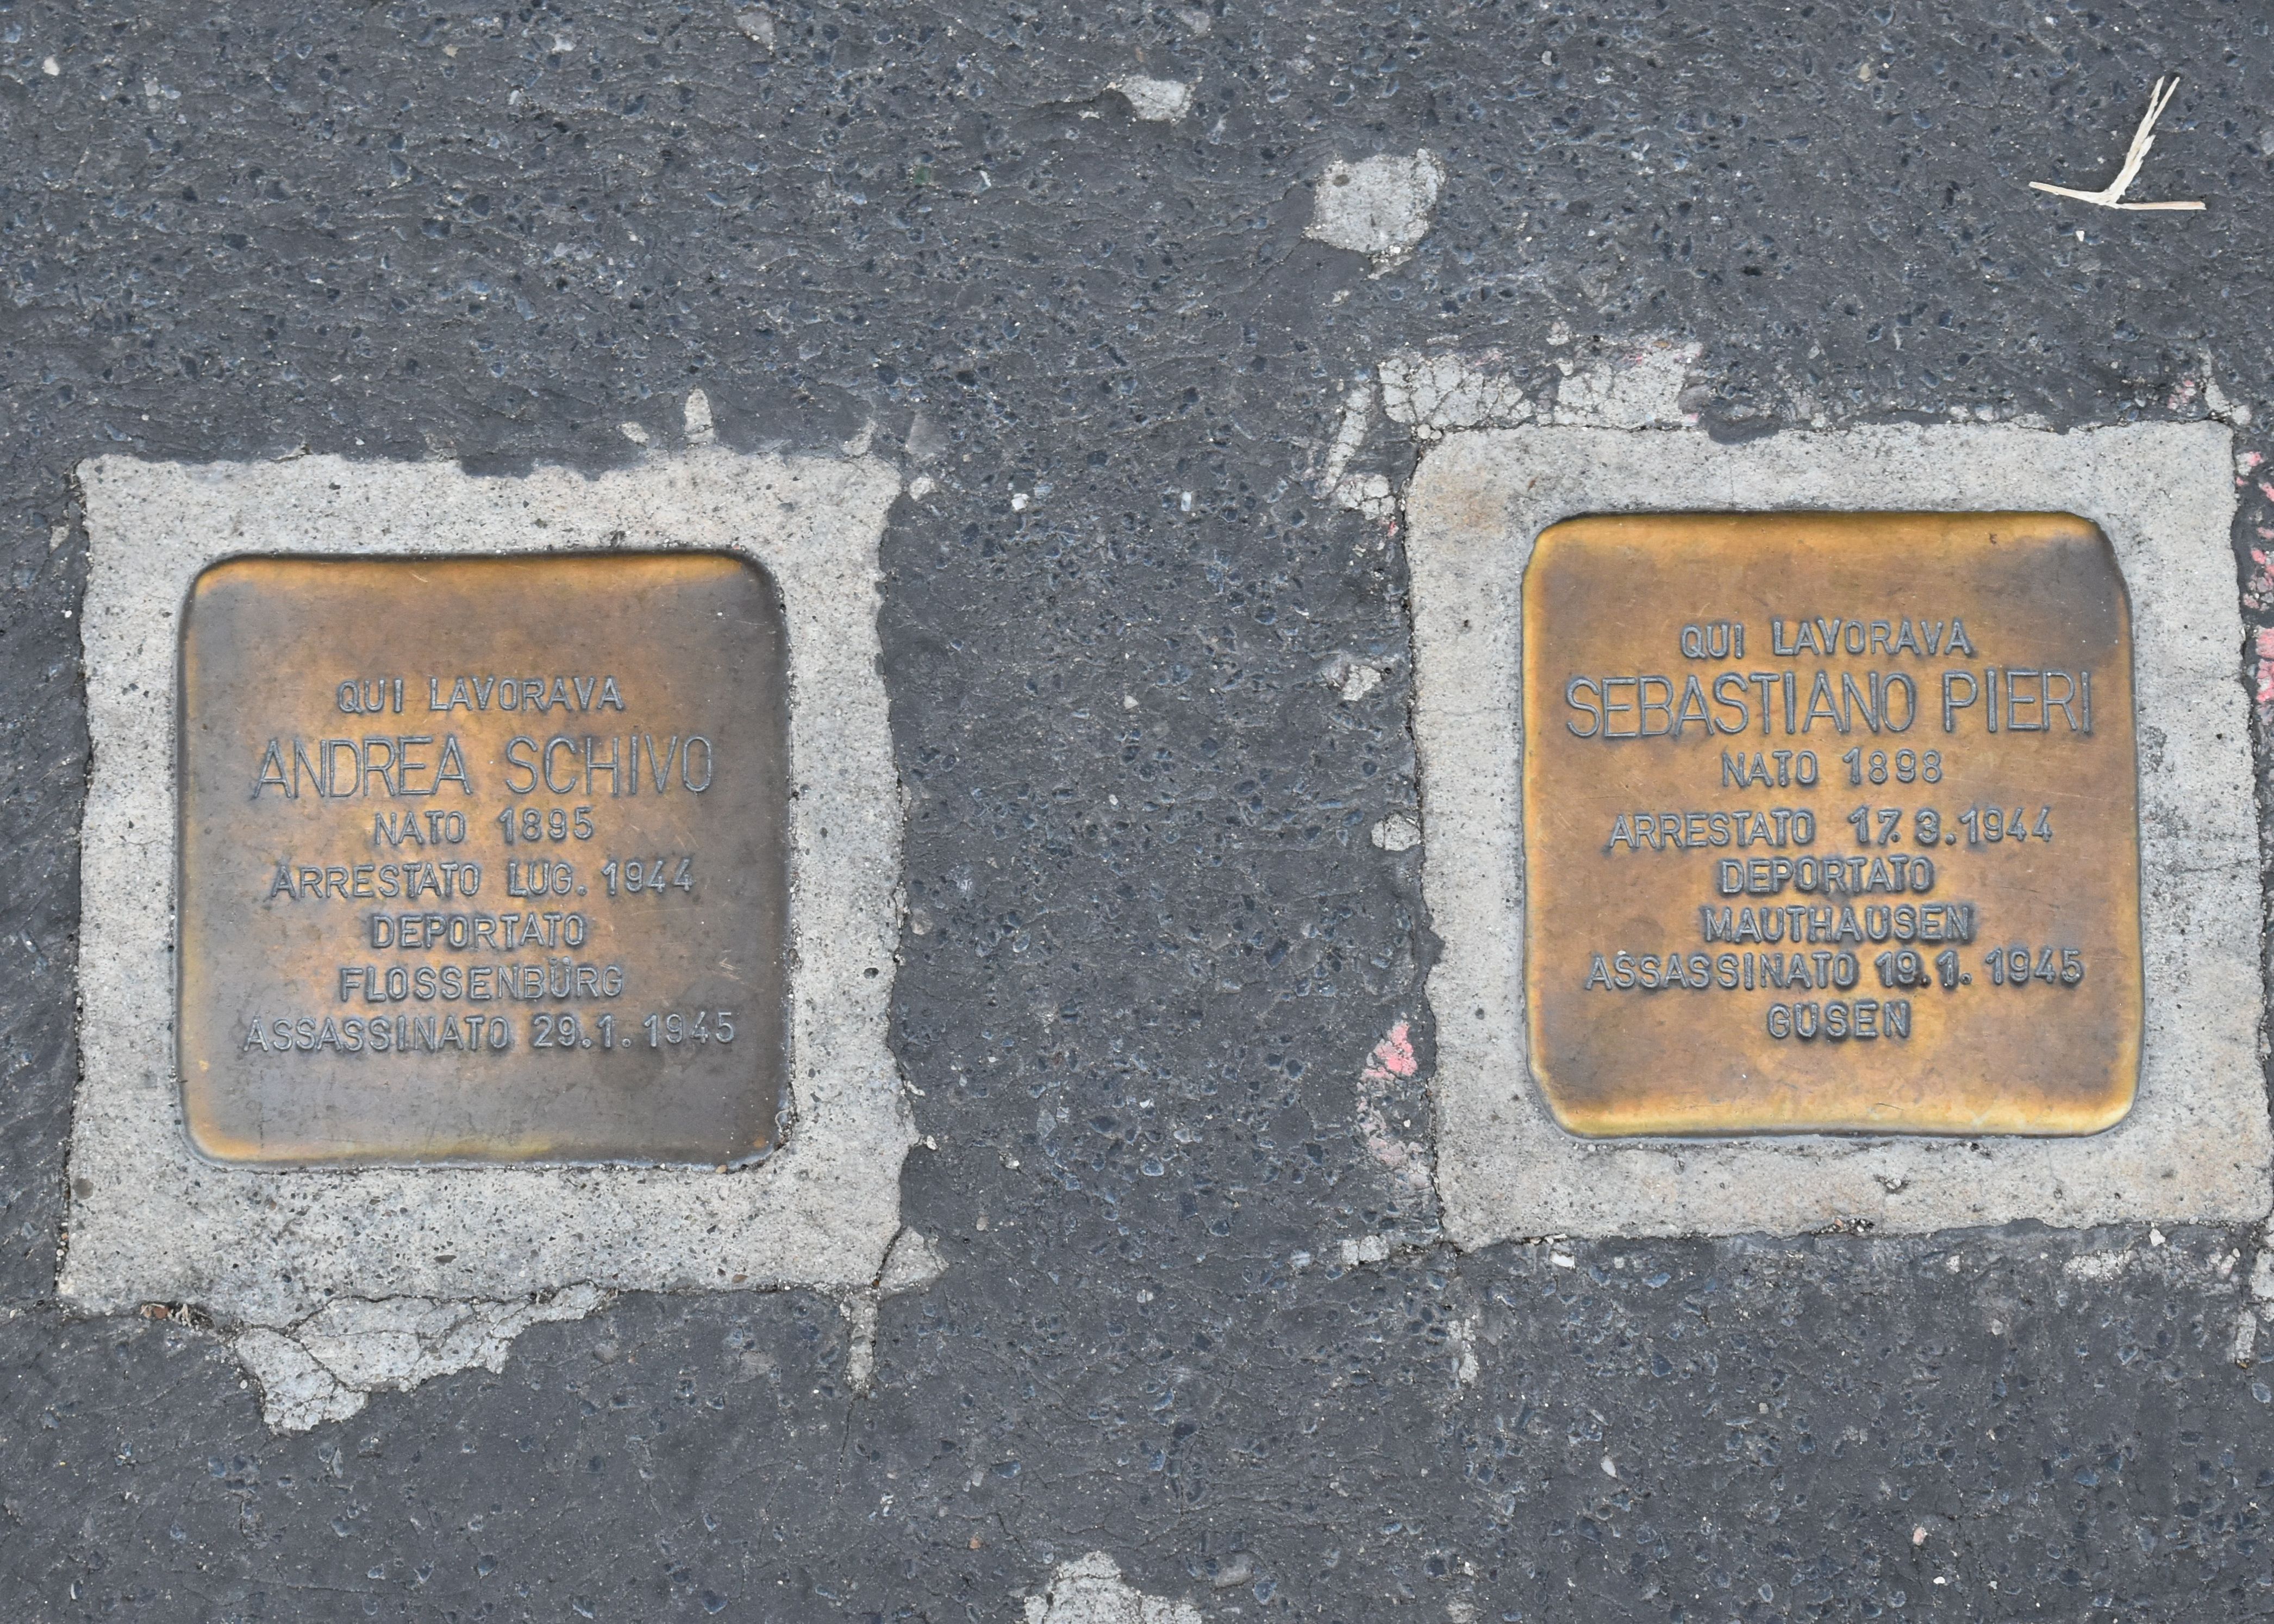 QUI LAVORAVA
ANDREA SCHIVO
NATO 1895
ARRESTATO LUG. 1944
DEPORTATO
FLOSSENBÜRG
ASSASSINATO 29.1.1945
QUI LAVORAVA
SEBASTIANO PIERI
NATO 1898
ARRESTATO 17.3.1944
DEPORTATO
MAUTHAUSEN
ASSASSINATO 19.1.1945
GUSEN